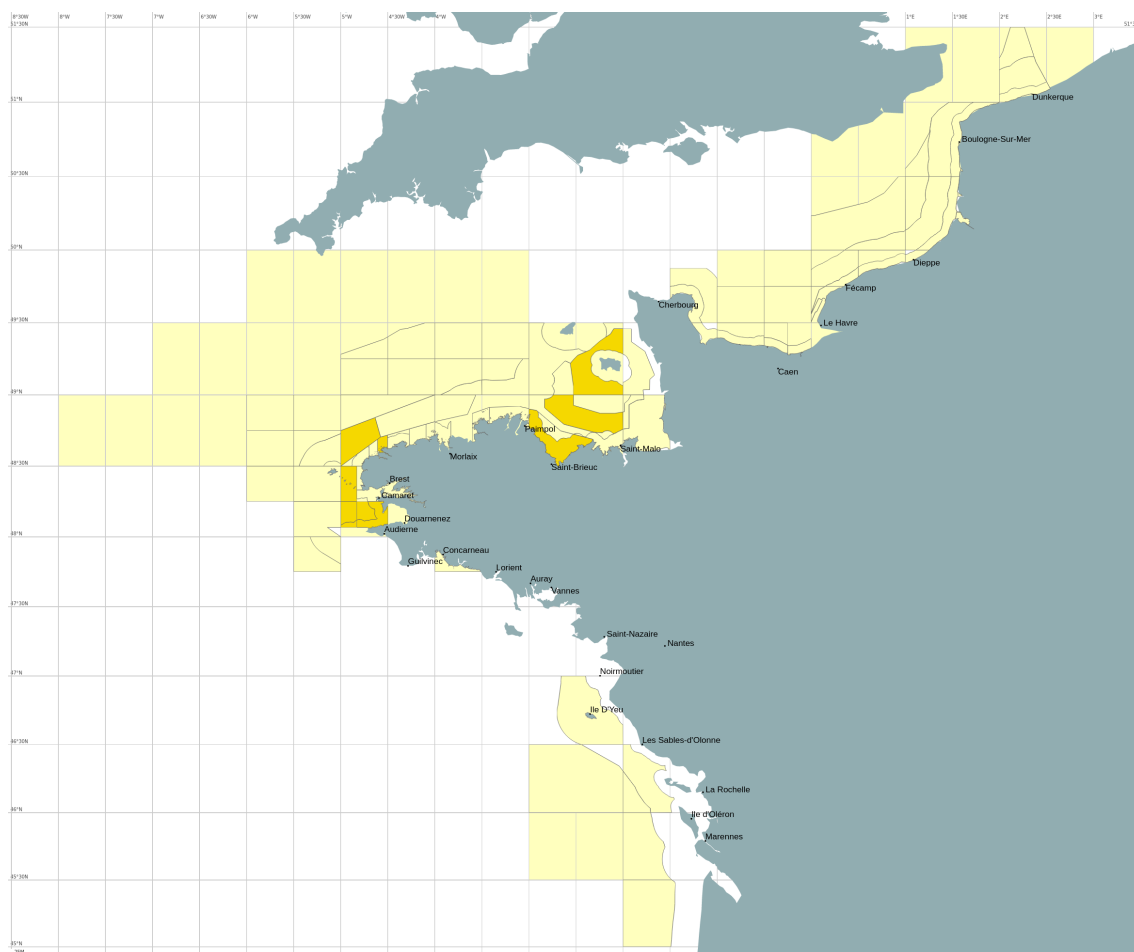 8°30W 8°W 7°30W 7°W 6°30W 6°W 5°30W 5°W 4°30W 4°W 1°E 1°30E 2°E 2°30E 3°E
51°30N
51°N
Dunkerque
Boulogne-Sur-Mer
50°30N
50°N
Dieppe
Fécamp
Cherbourg
49°30N
Le Havre
Caen
49°N
Paimpol
Saint-Malo
Morlaix
48°30N
Saint-Brieuc
Brest
Camaret
Douarnenez
Audierne
48°N
Concarneau
Guilvinec
Lorient
Auray
Vannes
47°30N
Saint-Nazaire
Nantes
Noirmoutier
47°N
Ile D'Yeu
Les Sables-d'Olonne
46°30N
La Rochelle
46°N
Ile d'Oléron
Marennes
45°30N
45°N